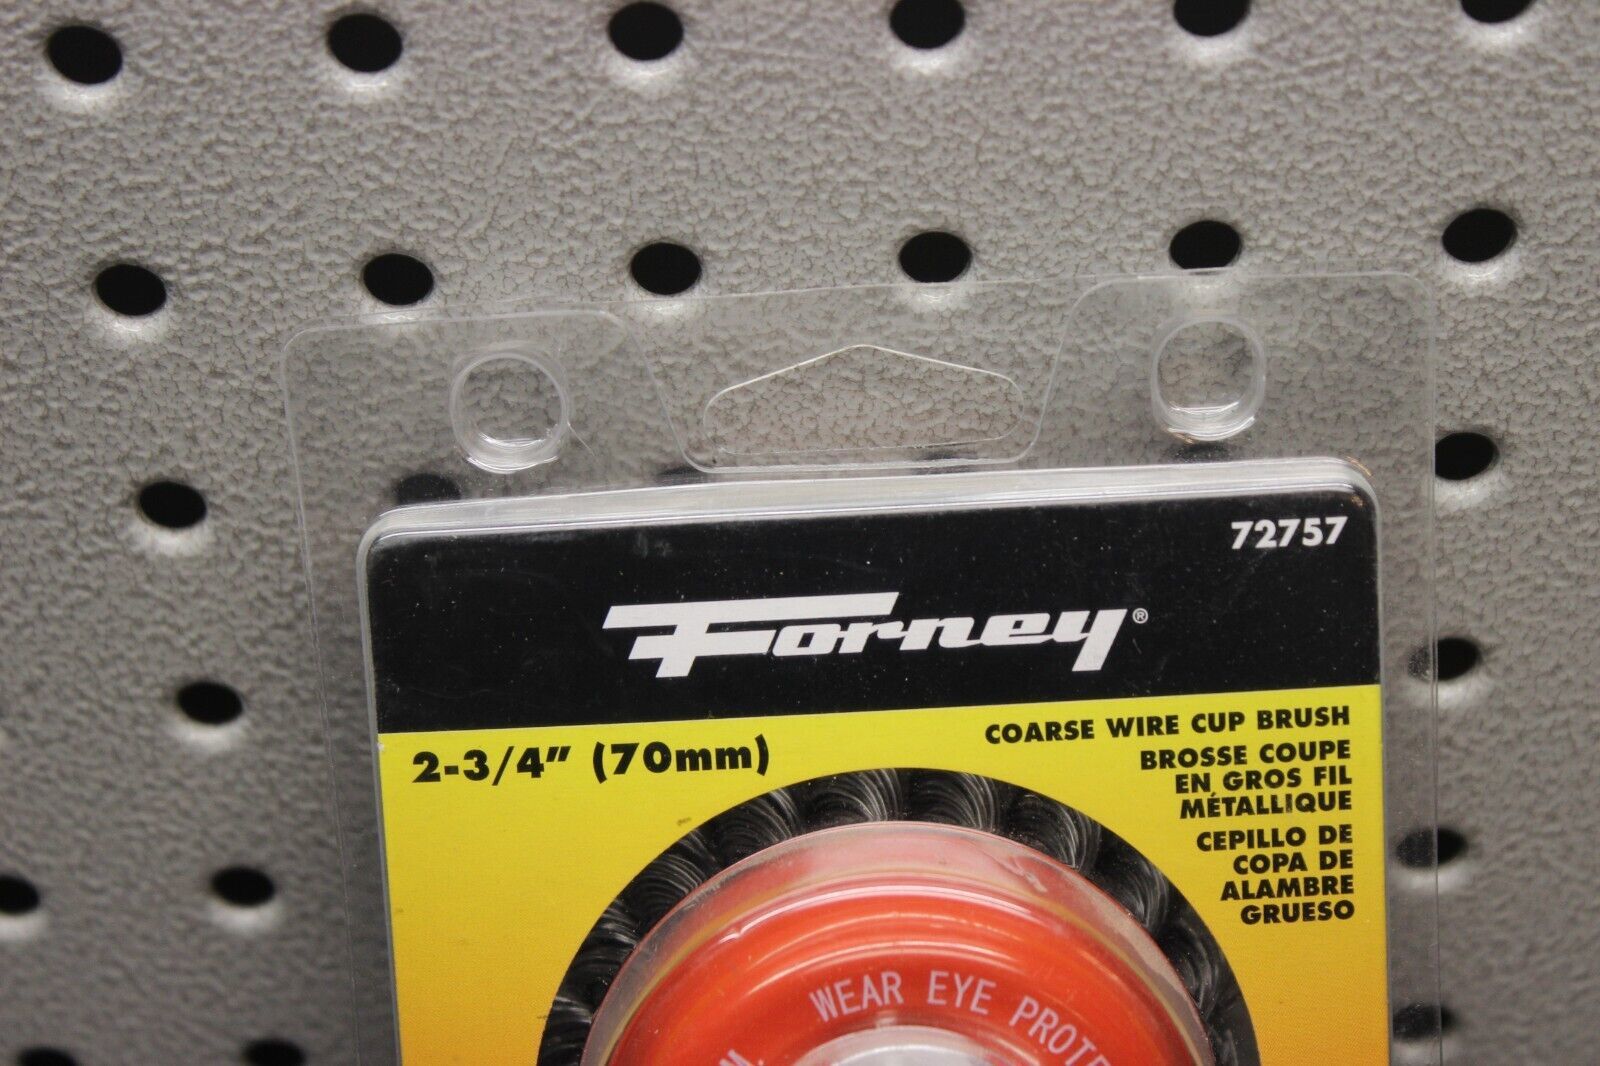 72757
Forney®
2-3/4" (70mm)
COARSE WIRE CUP BRUSH
BROSSE COUPE
EN GROS FIL
MÉTALLIQUE
CEPILLO DE
COPA DE
ALAMBRE
GRUESO
WEAR EYE